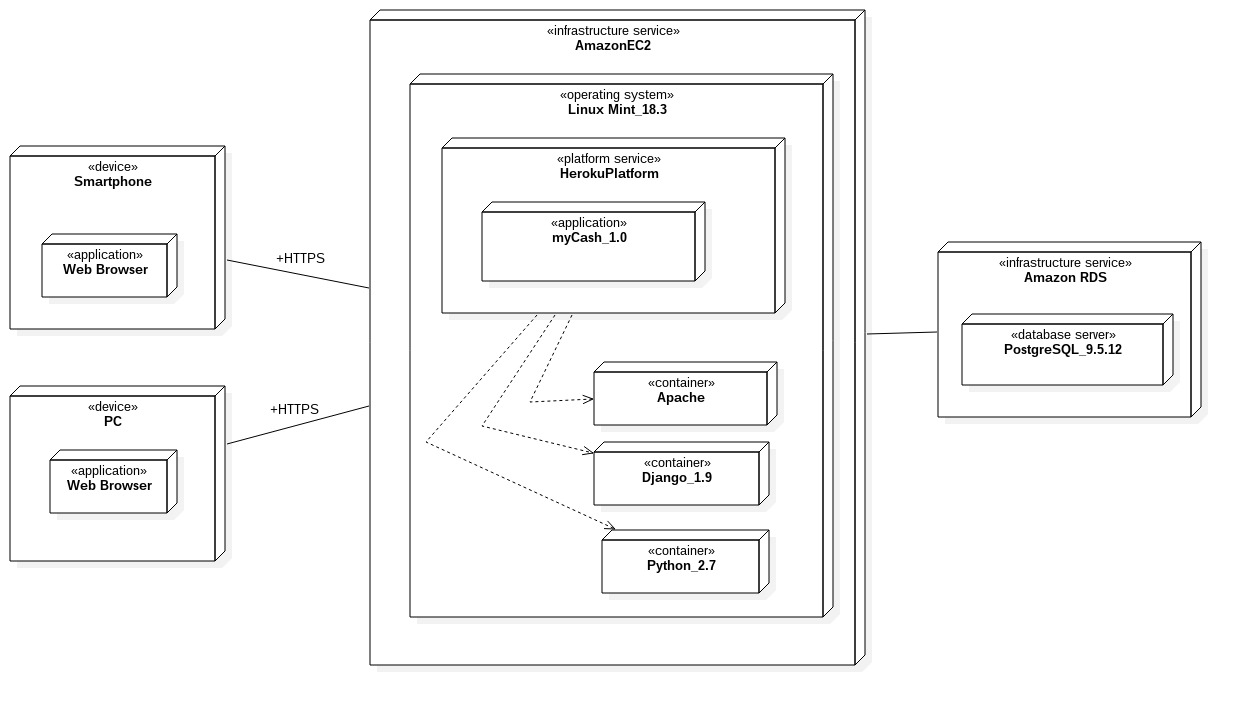 «infrastructure service»
AmazonEC2
«operating system»
Linux Mint_18.3
«platform service»
HerokuPlatform
«application»
myCash_1.0
«device»
Smartphone
«application»
Web Browser
+HTTPS
«infrastructure service»
Amazon RDS
«database server»
PostgreSQL_9.5.12
«device»
PC
«application»
Web Browser
+HTTPS
«container»
Apache
«container»
Django_1.9
«container»
Python_2.7